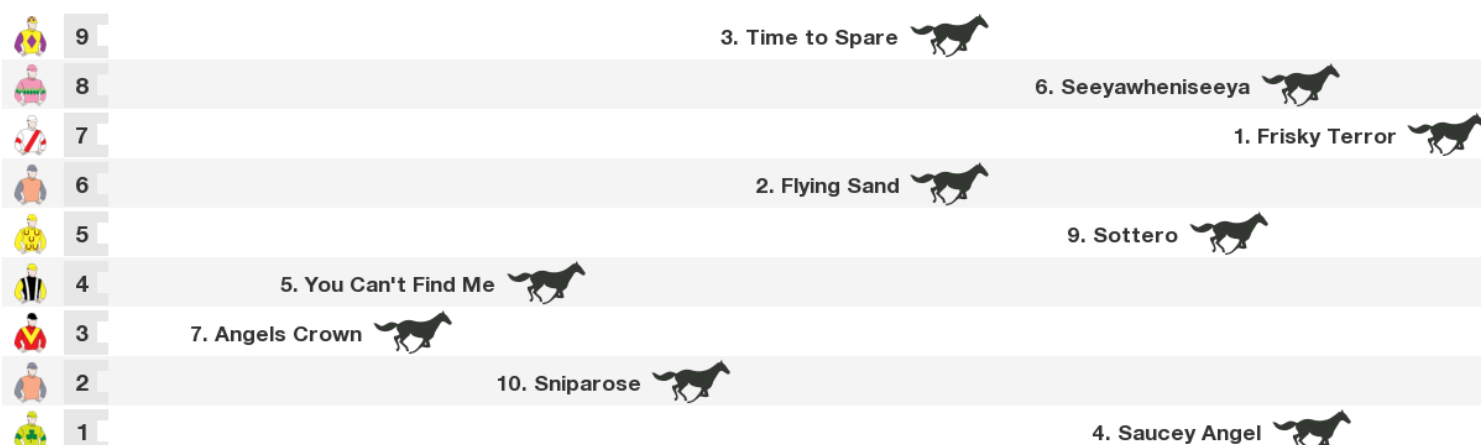 9 3. Time to Spare
8 6. Seeyawheniseeya
7 1. Frisky Terror
6 2. Flying Sand
5 9. Sottero
4 5. You Can't Find Me
3 7. Angels Crown
2 10. Sniparose
1 4. Saucey Angel